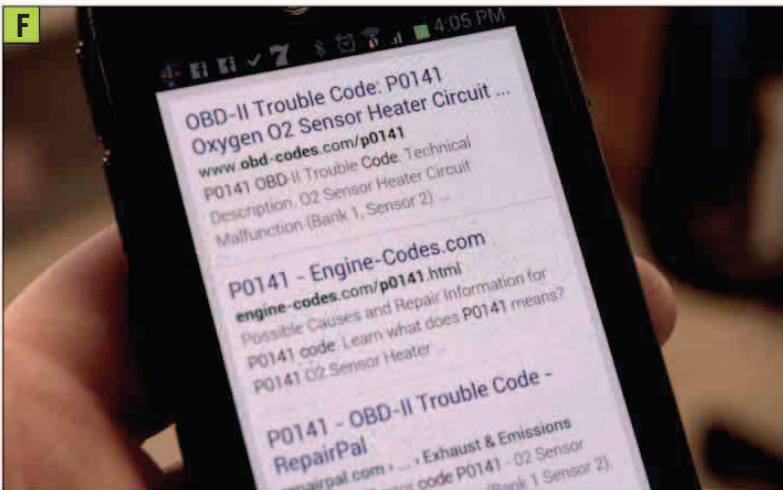 F
4:05 PM
OBD-II Trouble Code: P0141
Oxygen O2 Sensor Heater Circuit ...
www.obd-codes.com/p0141
P0141 OBD-II Trouble Code. Technical
Description. O2 Sensor Heater Circuit
Malfunction (Bank 1, Sensor 2) ...
P0141 - Engine-Codes.com
engine-codes.com/p0141.html
Possible Causes and Repair Information for
P0141 code. Learn what does P0141 means?
P0141 O2 Sensor Heater ...
P0141 - OBD-II Trouble Code -
RepairPal
repairpal.com › ... › Exhaust & Emissions
code P0141 - O2 Sensor
(Bank 1 Sensor 2).